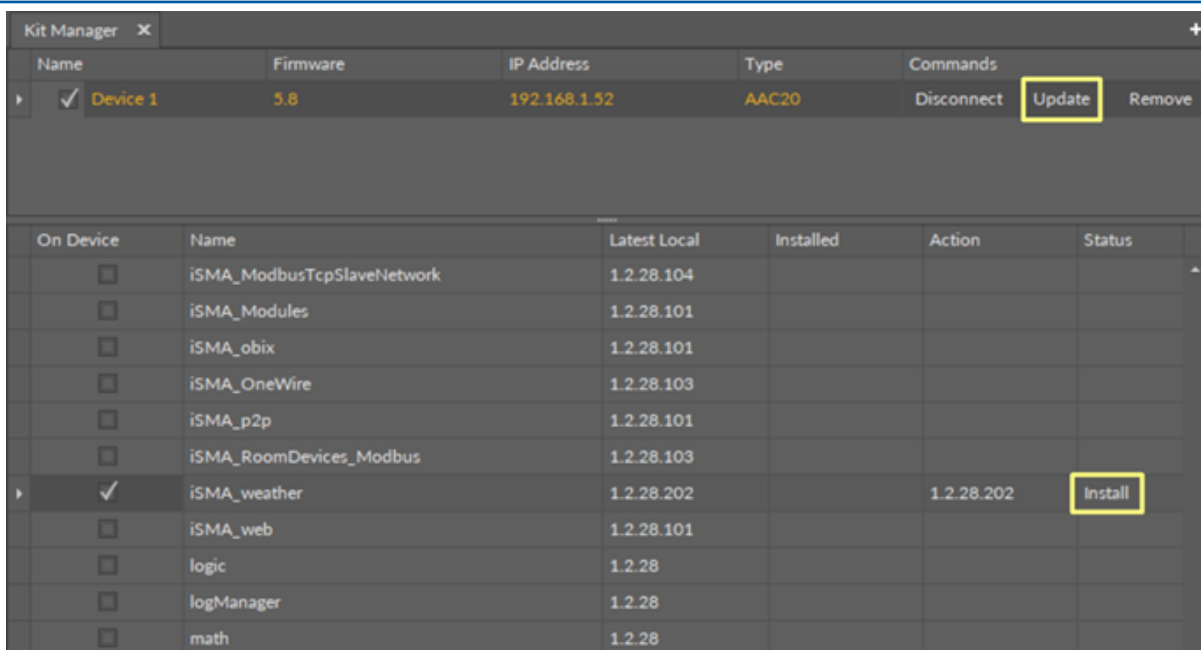 Kit Manager ×
Name Firmware IP Address Type Commands
Device 1 5.8 192.168.1.52 AAC20 Disconnect Update Remove
On Device Name Latest Local Installed Action Status
iSMA_ModbusTcpSlaveNetwork 1.2.28.104
iSMA_Modules 1.2.28.101
iSMA_obix 1.2.28.101
iSMA_OneWire 1.2.28.103
iSMA_p2p 1.2.28.101
iSMA_RoomDevices_Modbus 1.2.28.103
iSMA_weather 1.2.28.202 1.2.28.202 Install
iSMA_web 1.2.28.101
logic 1.2.28
logManager 1.2.28
math 1.2.28